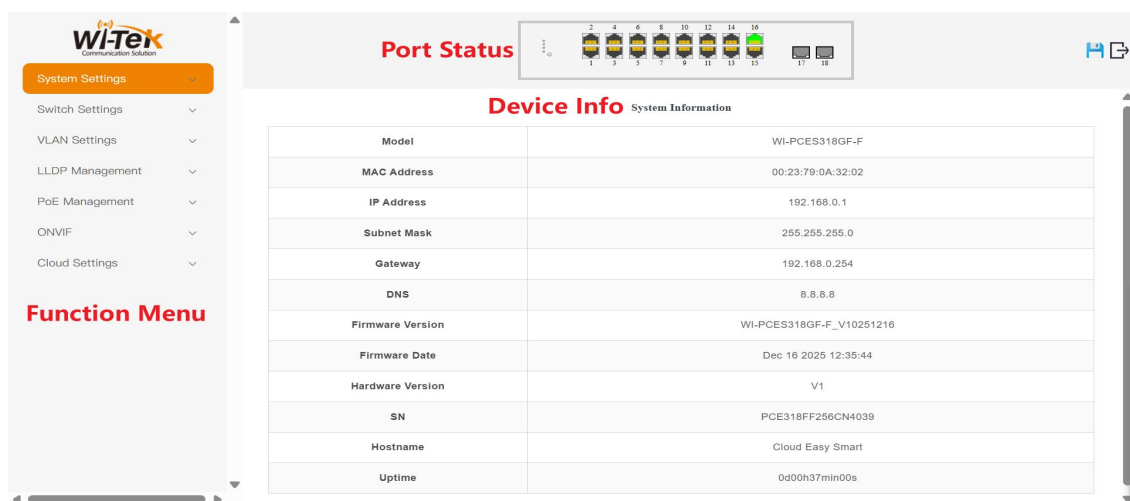 Wi-Tek
Communication Solution
System Settings
Switch Settings
VLAN Settings
LLDP Management
PoE Management
ONVIF
Cloud Settings
Function Menu
Port Status
2 4 6 8 10 12 14 16
1 3 5 7 9 11 13 15 17 18
Device Info System Information
Model WI-PCES318GF-F
MAC Address 00:23:79:0A:32:02
IP Address 192.168.0.1
Subnet Mask 255.255.255.0
Gateway 192.168.0.254
DNS 8.8.8.8
Firmware Version WI-PCES318GF-F_V10251216
Firmware Date Dec 16 2025 12:35:44
Hardware Version V1
SN PCE318FF256CN4039
Hostname Cloud Easy Smart
Uptime 0d00h37min00s